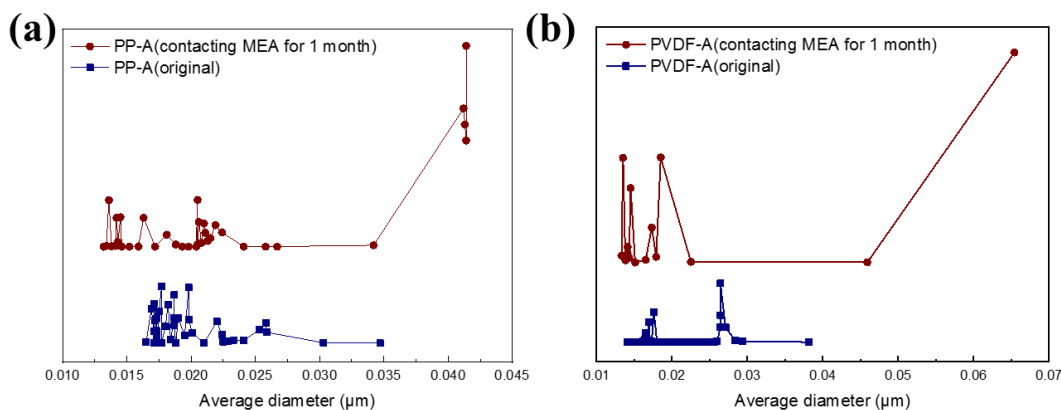 (a)
PP-A(contacting MEA for 1 month)
PP-A(original)
0.010 0.015 0.020 0.025 0.030 0.035 0.040 0.045
Average diameter (μm)
(b)
PVDF-A(contacting MEA for 1 month)
PVDF-A(original)
0.01 0.02 0.03 0.04 0.05 0.06 0.07
Average diameter (μm)